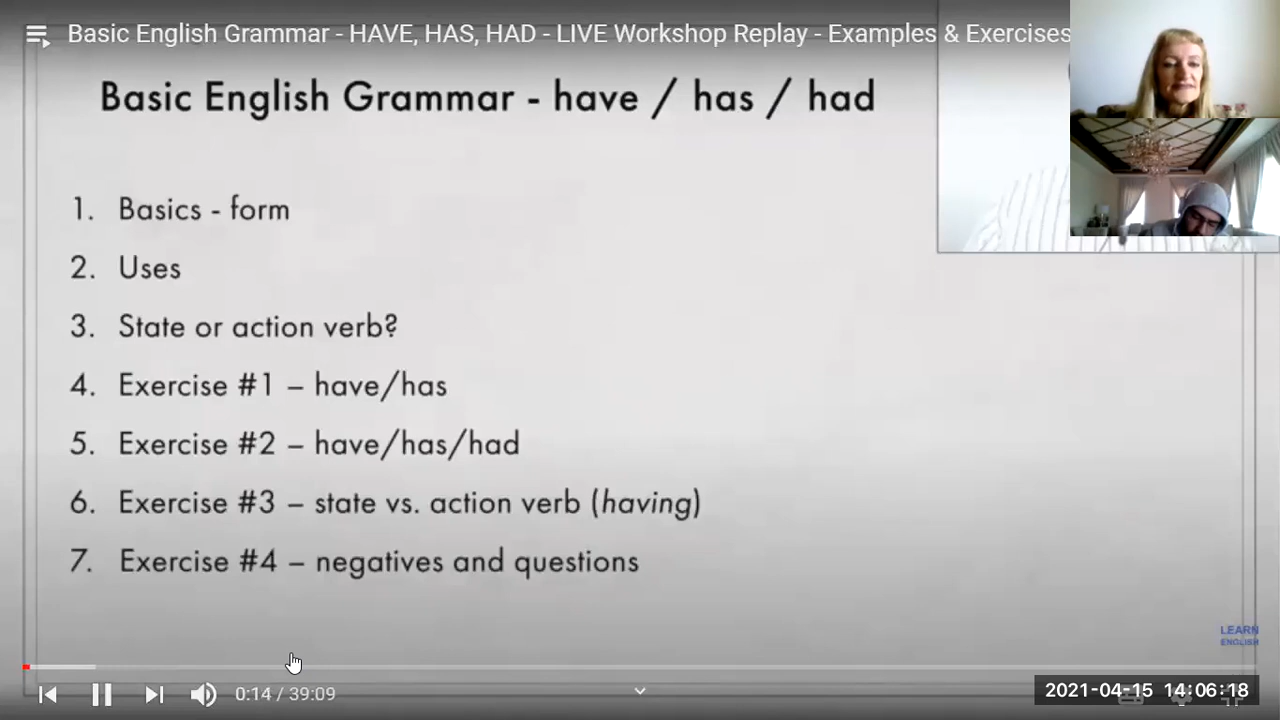 Basic English Grammar - HAVE, HAS, HAD - LIVE Workshop Replay - Examples & Exercises
Basic English Grammar - have / has / had
1. Basics - form
2. Uses
3. State or action verb?
4. Exercise #1 – have/has
5. Exercise #2 – have/has/had
6. Exercise #3 – state vs. action verb (having)
7. Exercise #4 – negatives and questions
LEARN
ENGLISH
0:14 / 39:09
2021-04-15 14:06:18